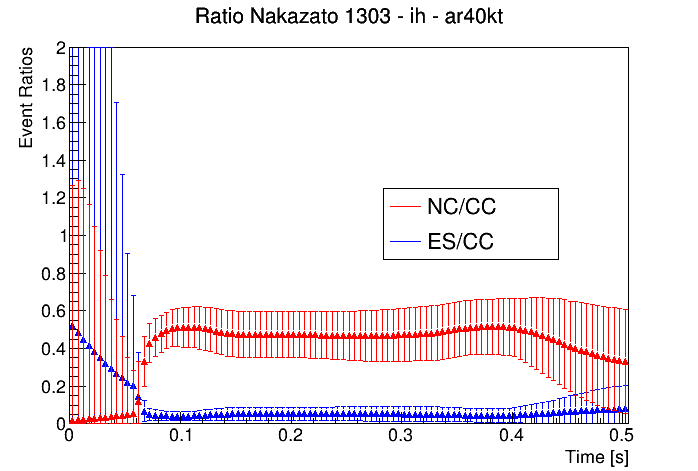 Ratio Nakazato 1303 - ih - ar40kt
Event Ratios
2
1.8
1.6
1.4
1.2
1
0.8
0.6
0.4
0.2
0
NC/CC
ES/CC
0 0.1 0.2 0.3 0.4 0.5
Time [s]